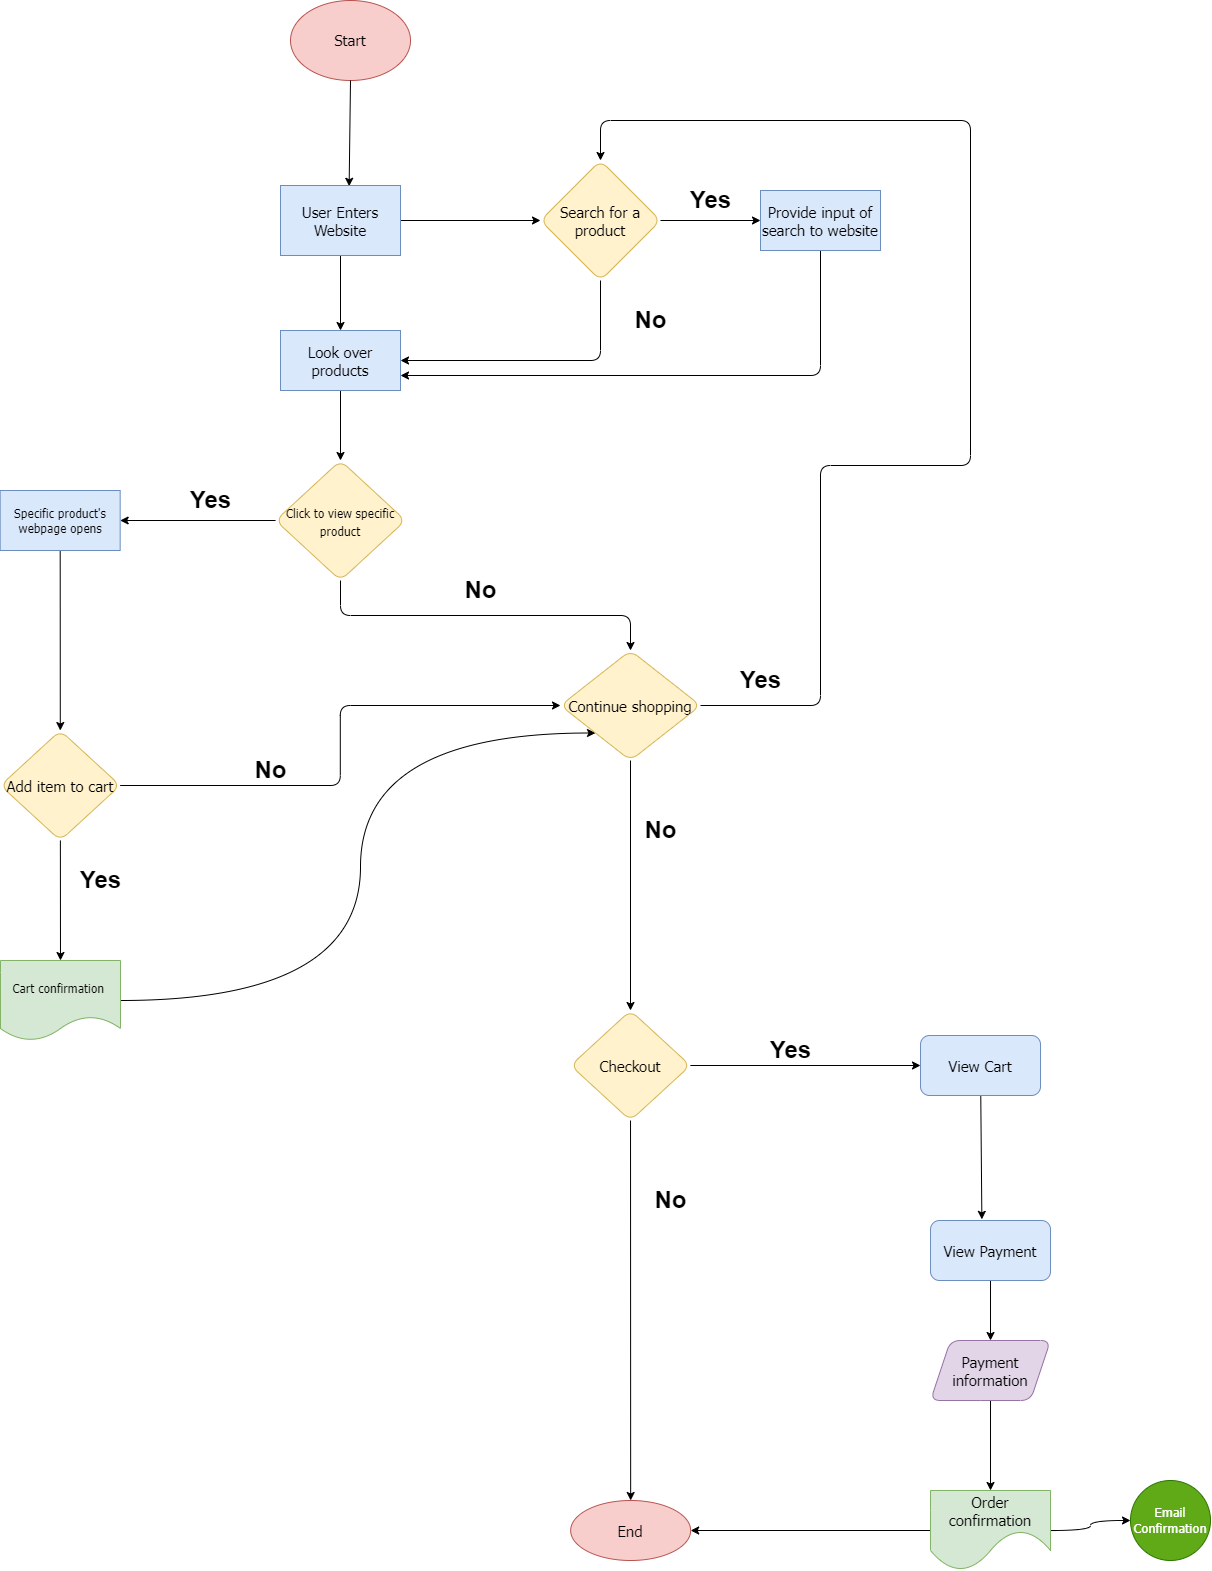 Start
User Enters
Website
Search for a
product
Yes
Provide input of
search to website
No
Look over
products
Click to view specific
product
Yes
Specific product's
webpage opens
No
Continue shopping
Yes
Add item to cart
No
Yes
Cart confirmation
No
Checkout
Yes
View Cart
No
View Payment
Payment
information
Order
confirmation
Email
Confirmation
End